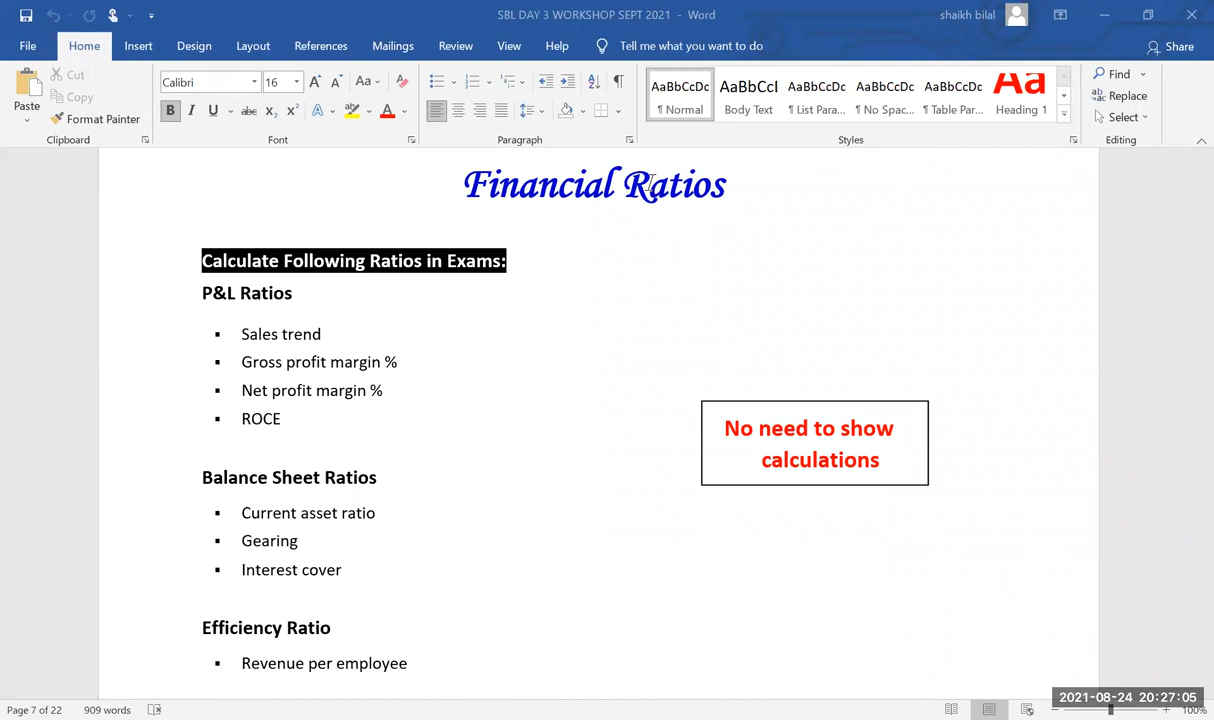 SBL DAY 3 WORKSHOP SEPT 2021 - Word
shaikh bilal
File Home Insert Design Layout References Mailings Review View Help Tell me what you want to do Share
Paste
Cut
Copy
Format Painter
Clipboard
Calibri 16
Font
Paragraph
AaBbCcDc AaBbCcI AaBbCcDc AaBbCcDc AaBbCcDc Aa
¶ Normal Body Text ¶ List Para... ¶ No Spac... ¶ Table Par... Heading 1
Styles
Find
Replace
Select
Editing
Financial Ratios
Calculate Following Ratios in Exams:
P&L Ratios
▪ Sales trend
▪ Gross profit margin %
▪ Net profit margin %
▪ ROCE
No need to show
calculations
Balance Sheet Ratios
▪ Current asset ratio
▪ Gearing
▪ Interest cover
Efficiency Ratio
▪ Revenue per employee
2021-08-24 20:27:05
Page 7 of 22 909 words 100%